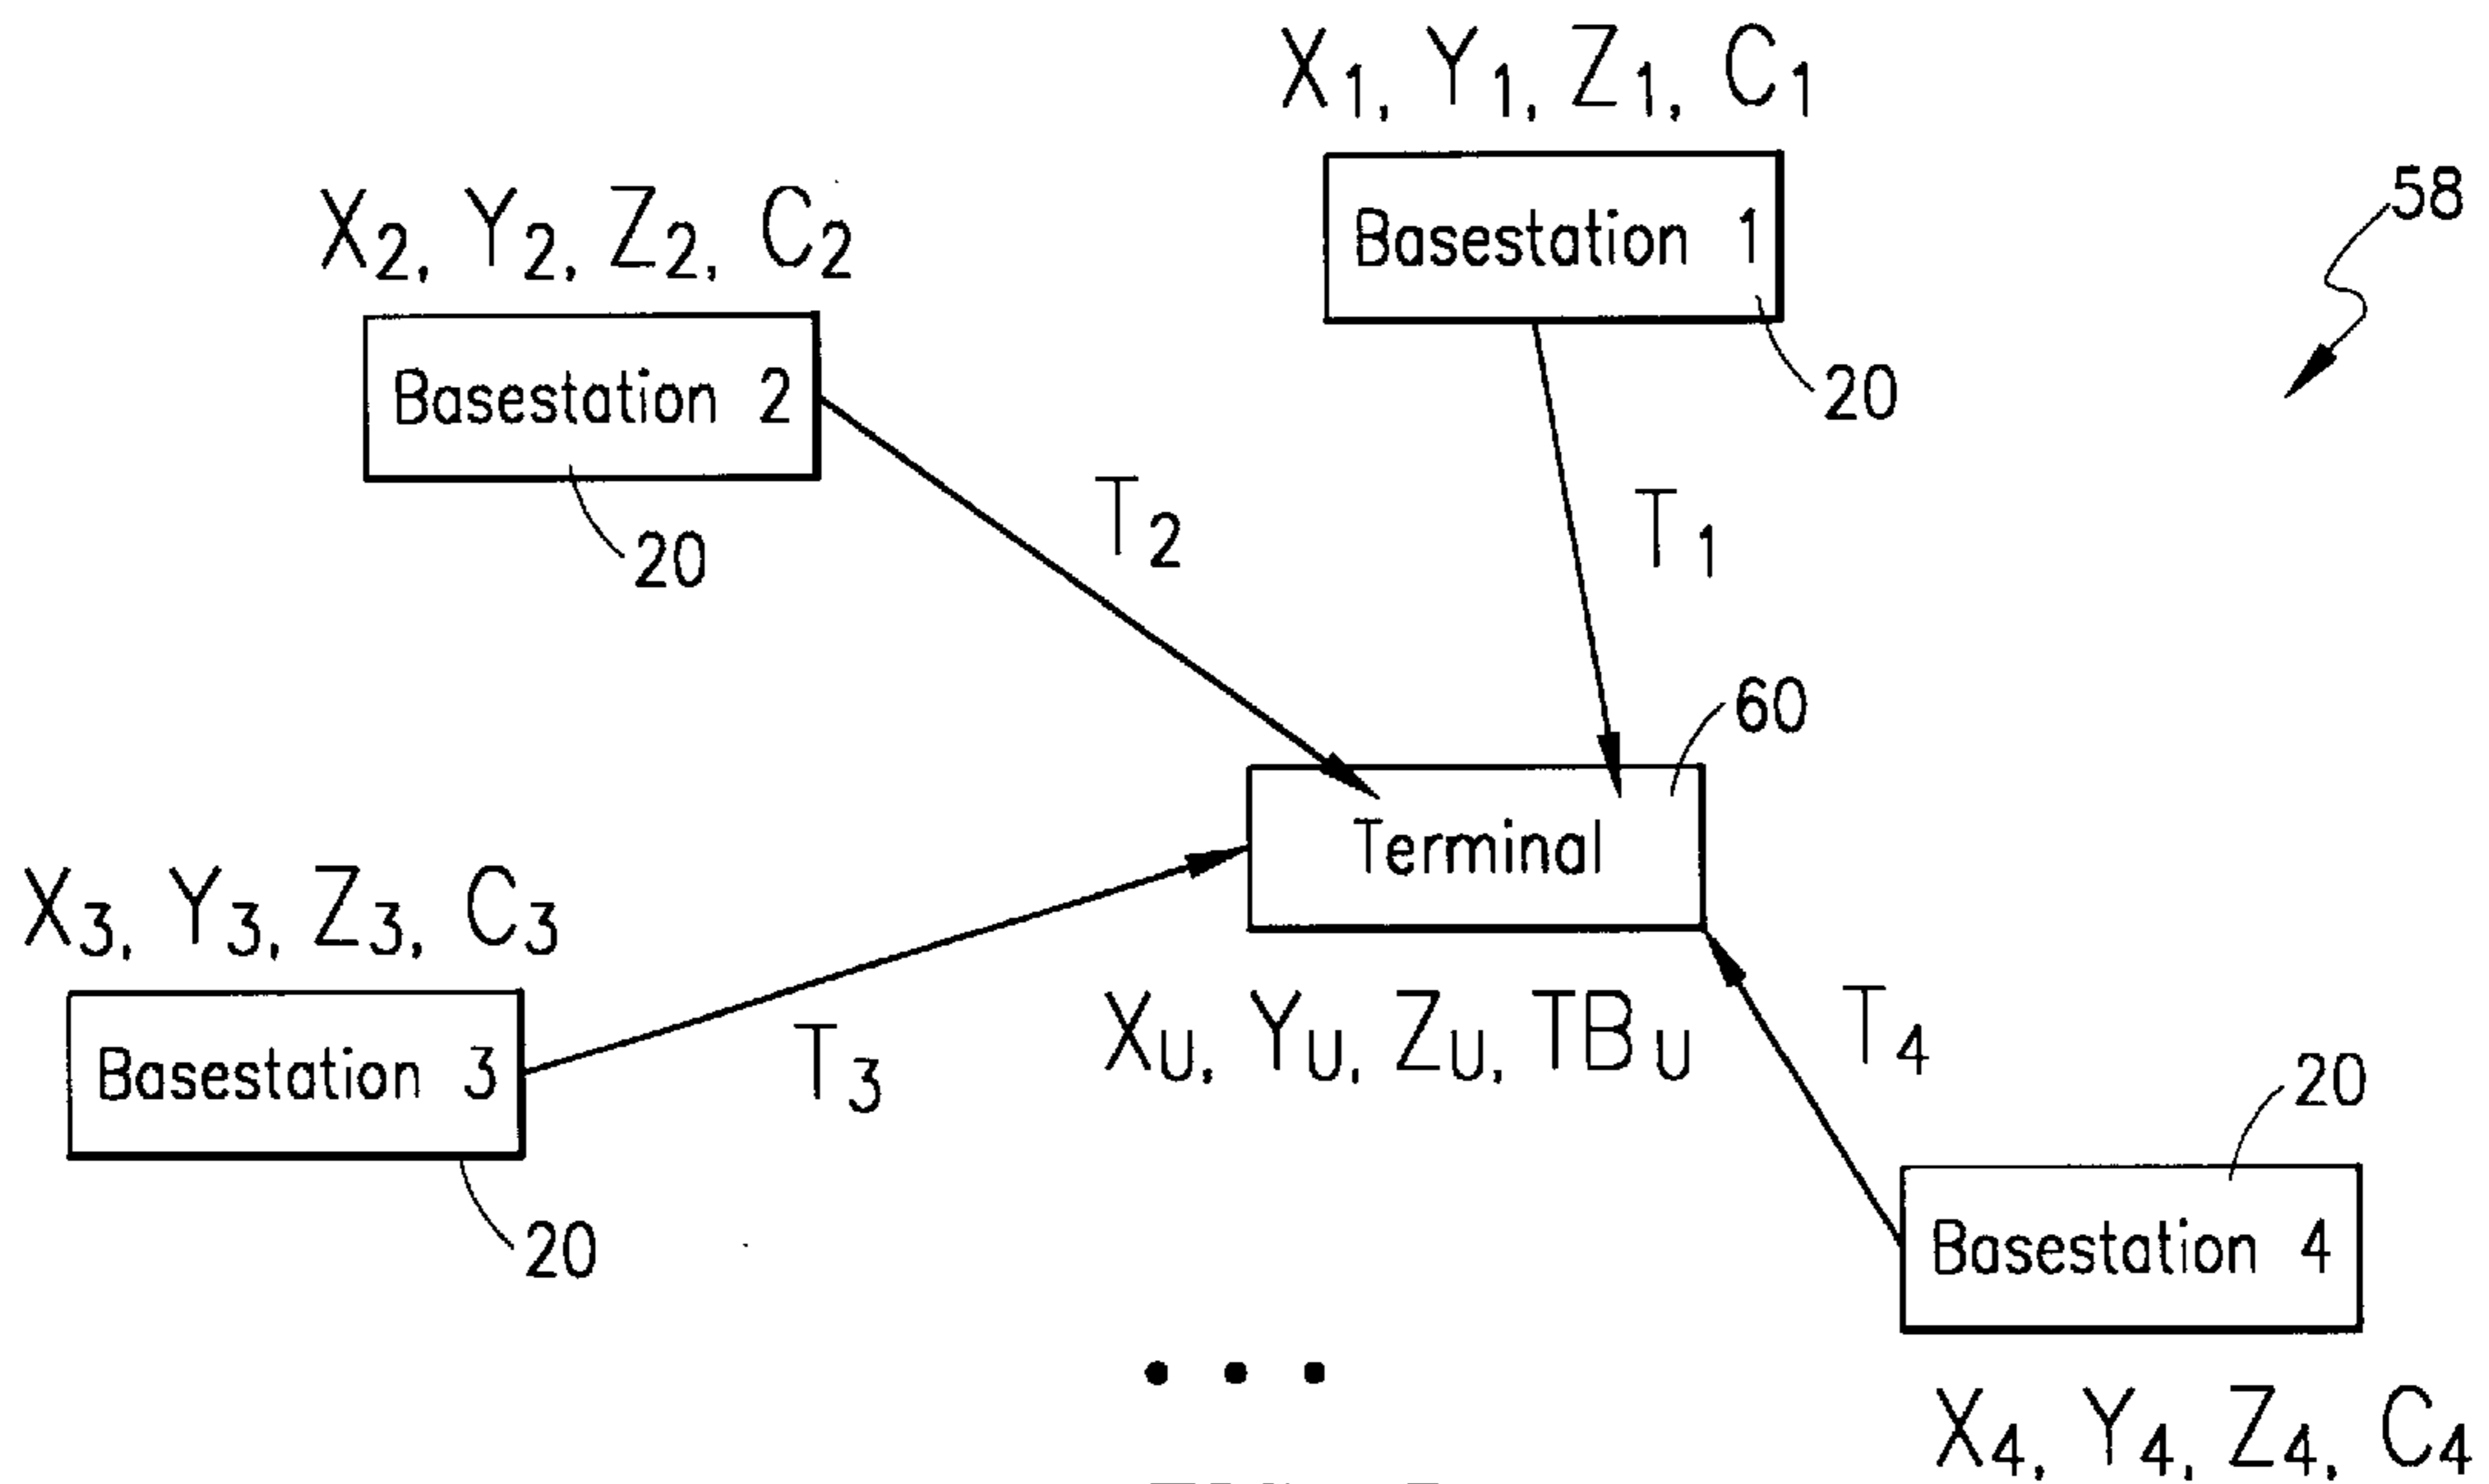 X1, Y1, Z1, C1
Basestation 1
20
58
X2, Y2, Z2, C2
Basestation 2
20
T2
T1
60
Terminal
XU, YU, ZU, TBU
X3, Y3, Z3, C3
Basestation 3
20
T3
T4
20
Basestation 4
X4, Y4, Z4, C4
• • •